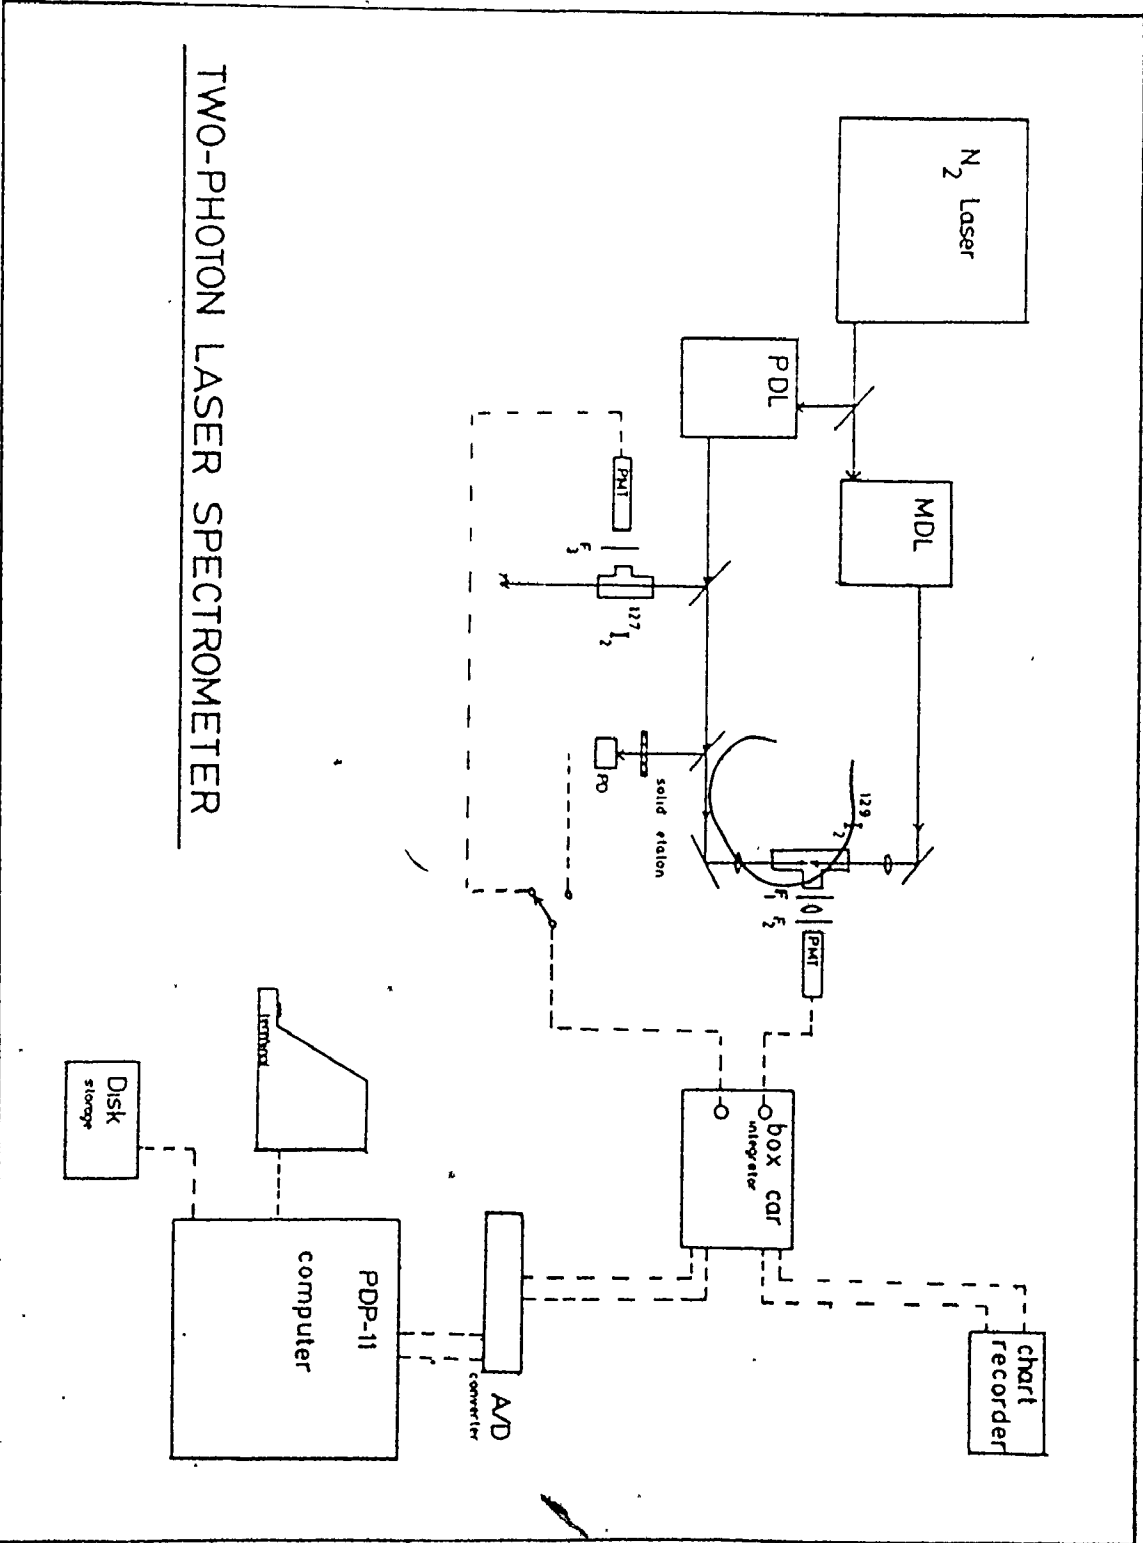 N₂ Laser
MDL
PDL
PMT
F₃
¹²⁷I₂
¹²⁹I₂
F₁
F₂
PMT
solid etalon
PD
box car
integrator
chart
recorder
A/D
converter
PDP-11
computer
Disk
storage
TWO-PHOTON LASER SPECTROMETER